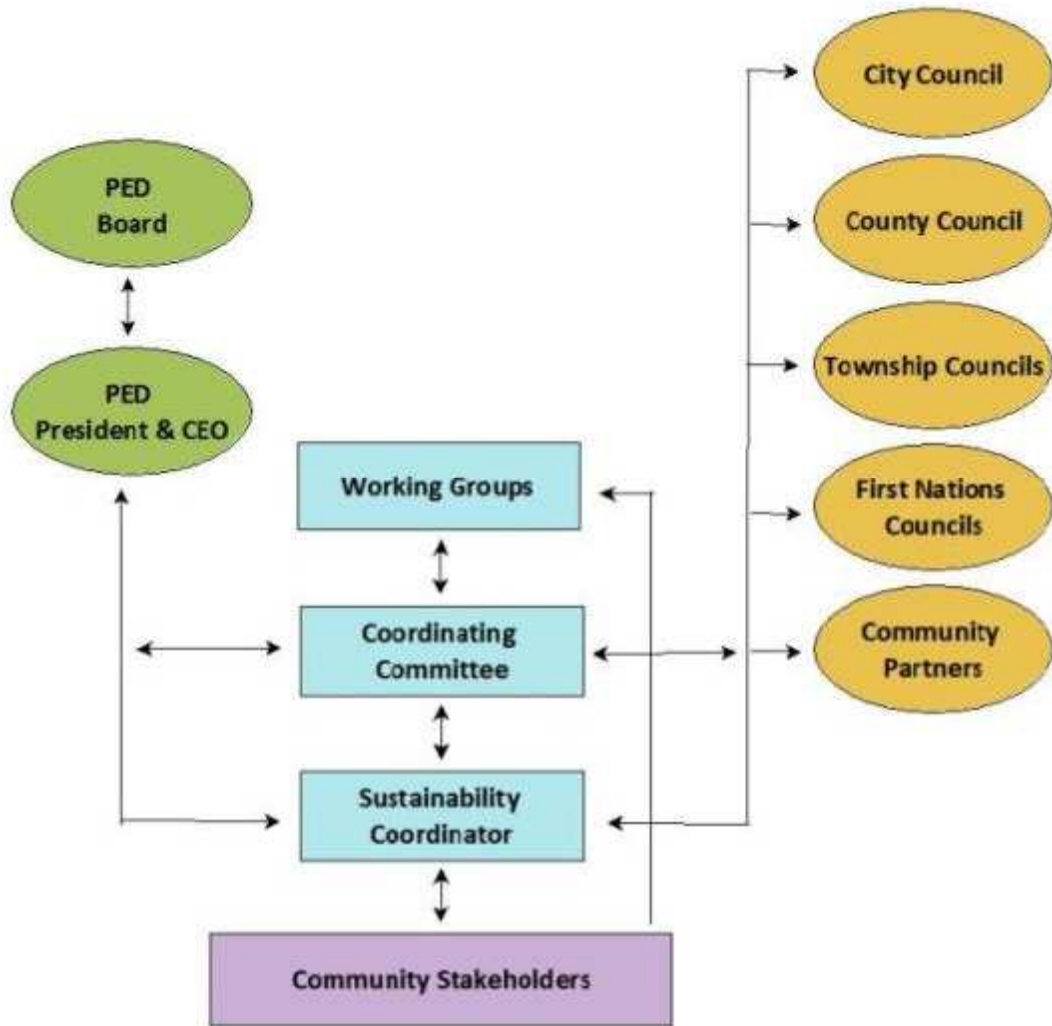 City Council
County Council
Township Councils
First Nations
Councils
Community
Partners
PED
Board
PED
President & CEO
Working Groups
Coordinating
Committee
Sustainability
Coordinator
Community Stakeholders